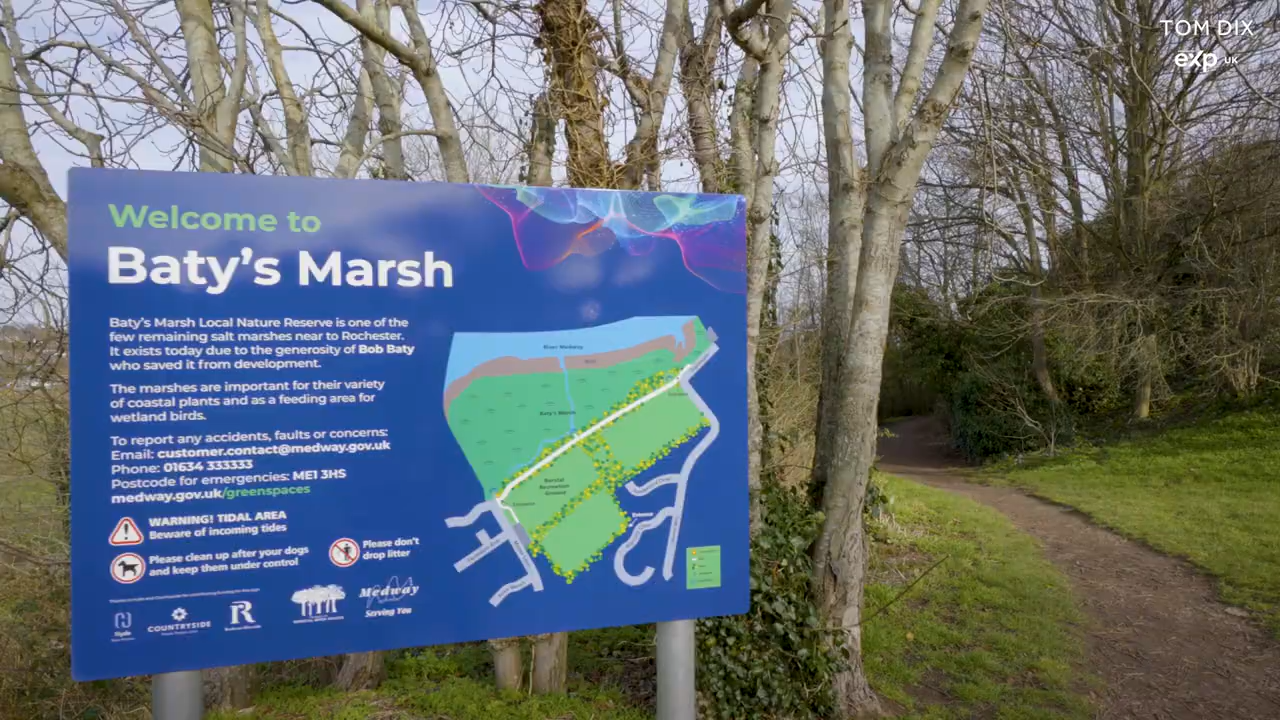 TOM DIX
exp UK
Welcome to
Baty's Marsh
Baty's Marsh Local Nature Reserve is one of the
few remaining salt marshes near to Rochester.
It exists today due to the generosity of Bob Baty
who saved it from development.
The marshes are important for their variety
of coastal plants and as a feeding area for
wetland birds.
To report any accidents, faults or concerns:
Email: customer.contact@medway.gov.uk
Phone: 01634 333333
Postcode for emergencies: ME1 3HS
medway.gov.uk/greenspaces
WARNING! TIDAL AREA
Beware of incoming tides
Please clean up after your dogs
and keep them under control
Please don't
drop litter
River Medway
Baty's Marsh
Borstal
Recreation
Ground
Entrance
COUNTRYSIDE
Medway
Serving You